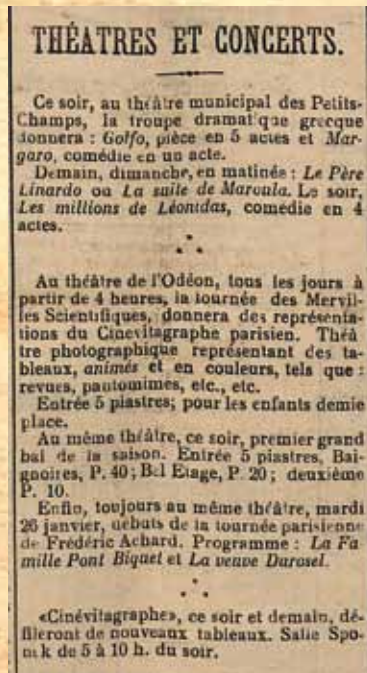 THÉATRES ET CONCERTS.
Ce soir, au théâtre municipal des Petits-
Champs, la troupe dramatique grecque
donnera : Golfo, pièce en 5 actes et Mar-
garo, comédie en un acte.
Demain, dimanche, en matinée : Le Père
Linardo ou La suite de Maroula. Le soir,
Les millions de Léonidas, comédie en 4
actes.
Au théâtre de l'Odéon, tous les jours à
partir de 4 heures, la tournée des Mervil-
les Scientifiques, donnera des représenta-
tions du Cinevitagraphe parisien. Théâ
tre photographique représentant des ta-
bleaux, animés et en couleurs, tels que :
revues, pantomimes, etc., etc.
Entrée 5 piastres; pour les enfants demie
place.
Au même théâtre, ce soir, premier grand
bal de la saison. Entrée 5 piastres, Bai-
gnoires, P. 40; Bel Etage, P. 20; deuxième
P. 10.
Enfin, toujours au même théâtre, mardi
26 janvier, débuts de la tournée parisienne
de Frédéric Achard. Programme : La Fa-
mille Pont Biquet et La veuve Durosel.
«Cinévitagraphe», ce soir et demain, dé-
fileront de nouveaux tableaux. Salle Spo-
nek de 5 à 10 h. du soir.